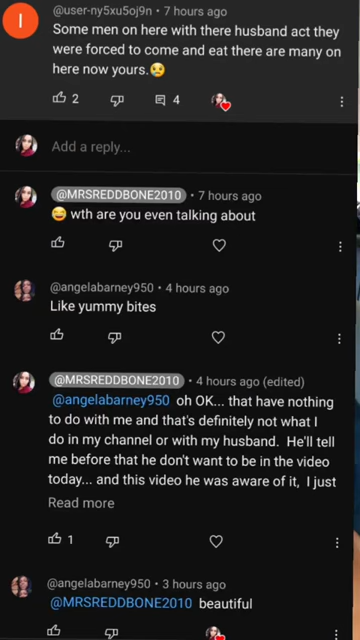 I
@user-ny5xu5oj9n • 7 hours ago
Some men on here with there husband act they
were forced to come and eat there are many on
here now yours.😢
2
4
Add a reply...
@MRSREDDBONE2010 • 7 hours ago
😂 wth are you even talking about
@angelabarney950 • 4 hours ago
Like yummy bites
@MRSREDDBONE2010 • 4 hours ago (edited)
@angelabarney950 oh OK... that have nothing
to do with me and that's definitely not what I
do in my channel or with my husband. He'll tell
me before that he don't want to be in the video
today... and this video he was aware of it, I just
Read more
1
@angelabarney950 • 3 hours ago
@MRSREDDBONE2010 beautiful